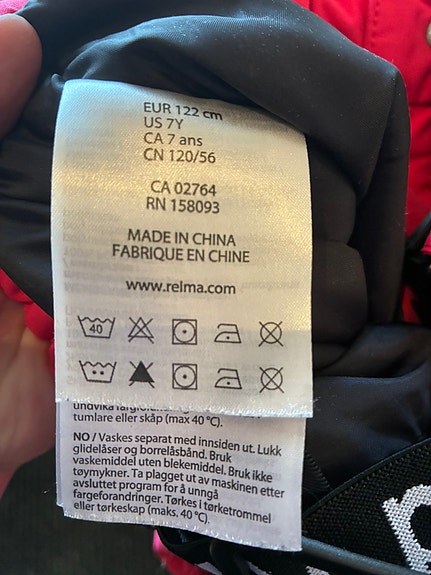 EUR 122 cm
US 7Y
CA 7 ans
CN 120/56
CA 02764
RN 158093
MADE IN CHINA
FABRIQUE EN CHINE
www.reima.com
40
undvika färgförän
tumlare eller skåp (max 40 °C).
NO / Vaskes separat med innsiden ut. Lukk
glidelåser og borrelåsbånd. Bruk
vaskemiddel uten blekemiddel. Bruk ikke
tøymykner. Ta plagget ut av maskinen etter
avsluttet program for å unngå
fargeforandringer. Tørkes i tørketrommel
eller tørkeskap (maks. 40 °C).